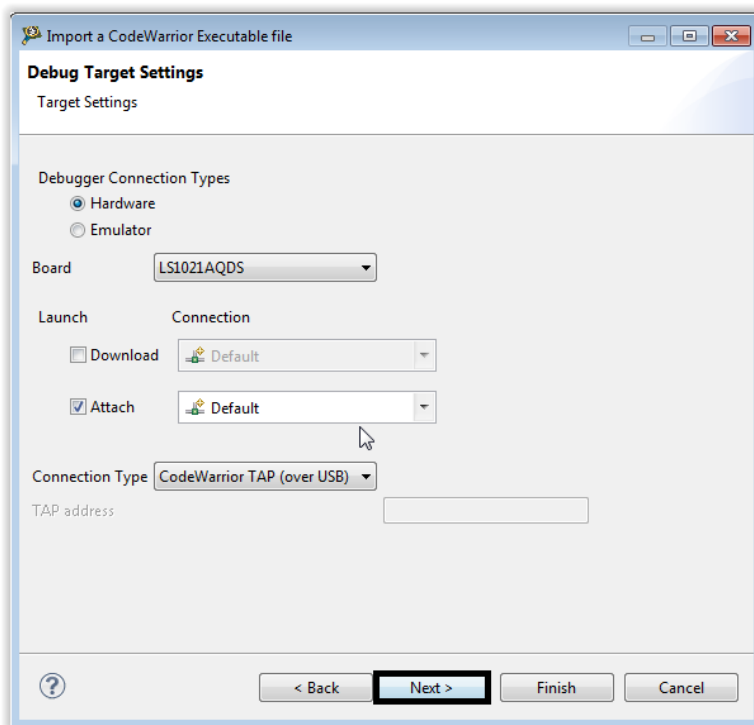 Import a CodeWarrior Executable file
Debug Target Settings
Target Settings
Debugger Connection Types
Hardware
Emulator
Board LS1021AQDS
Launch Connection
Download Default
Attach Default
Connection Type CodeWarrior TAP (over USB)
TAP address
? < Back Next > Finish Cancel